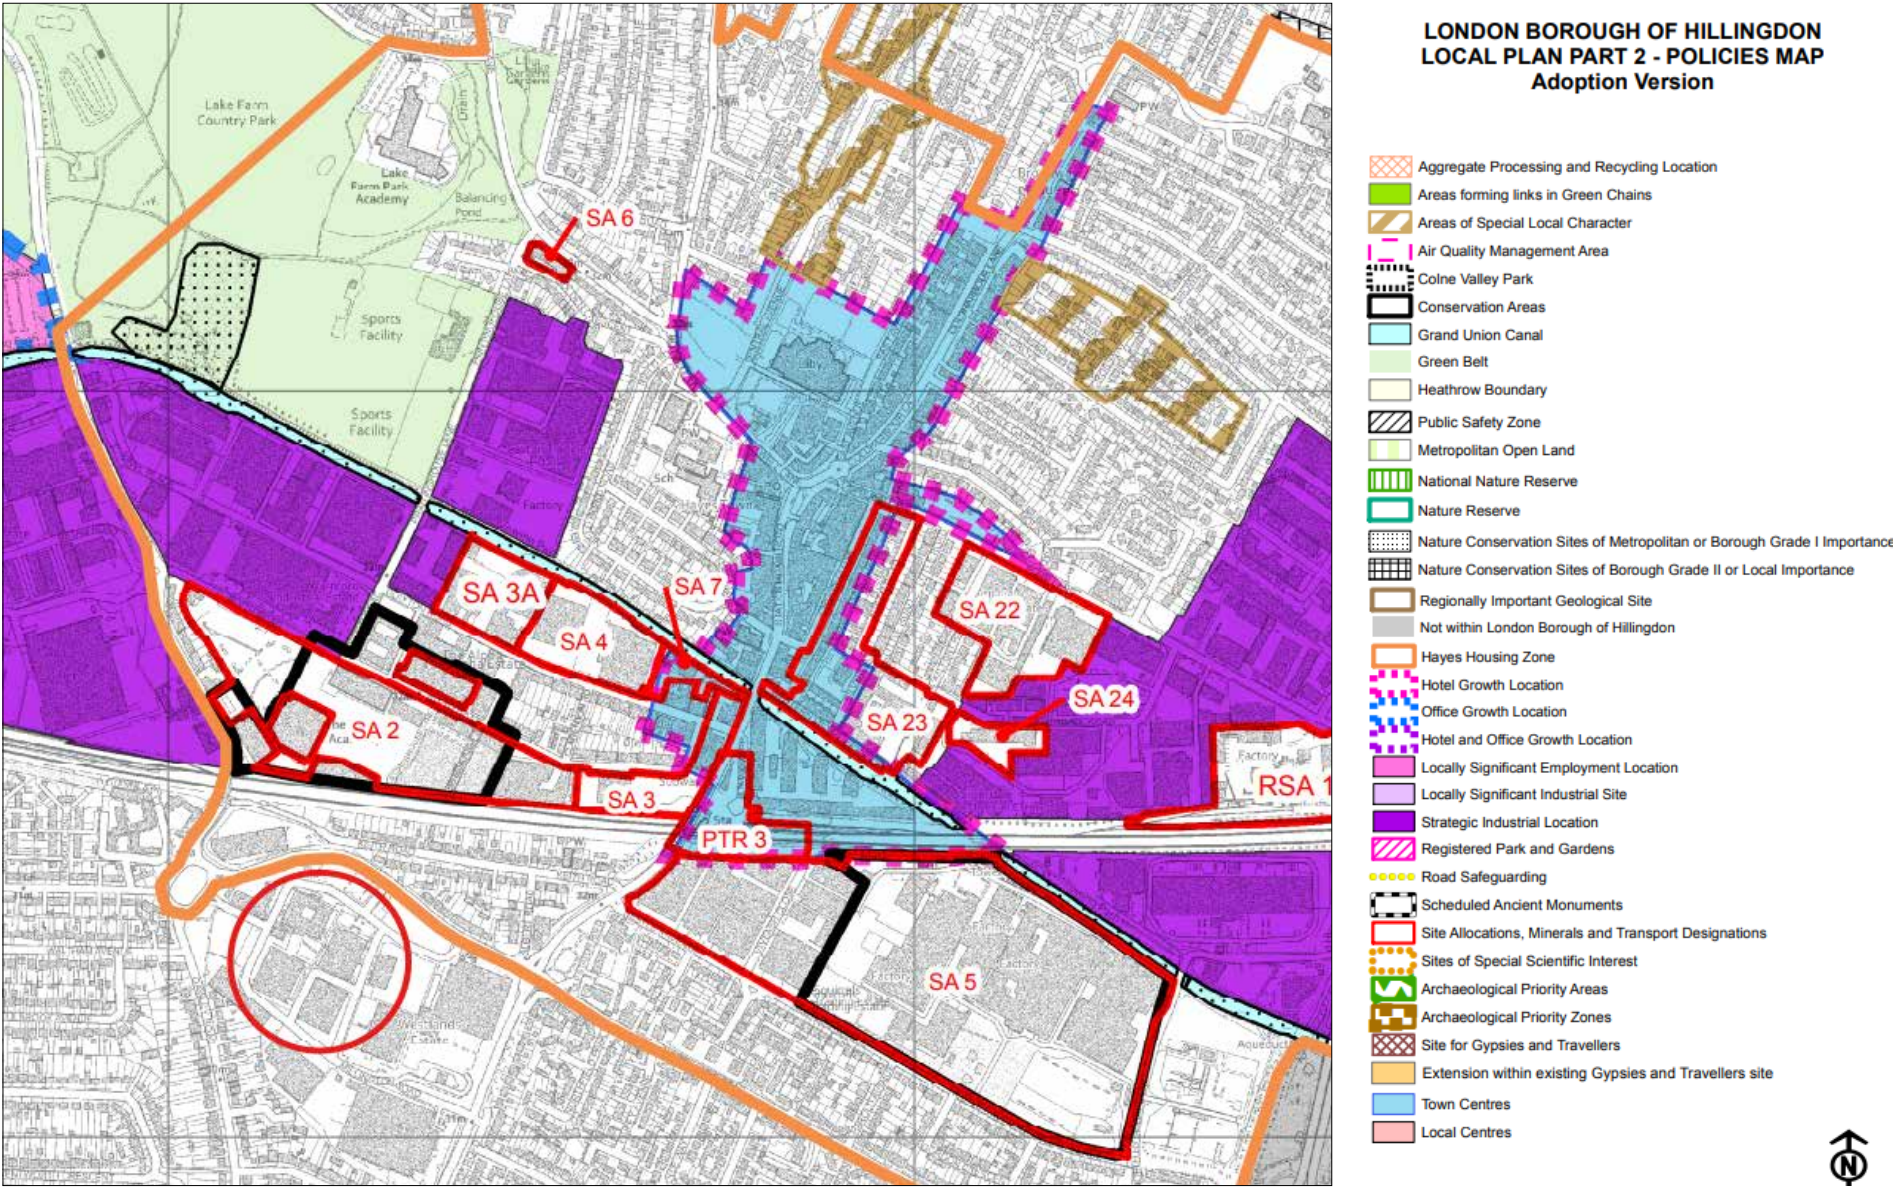 LONDON BOROUGH OF HILLINGDON
LOCAL PLAN PART 2 - POLICIES MAP
Adoption Version
Aggregate Processing and Recycling Location
Areas forming links in Green Chains
Areas of Special Local Character
Air Quality Management Area
Colne Valley Park
Conservation Areas
Grand Union Canal
Green Belt
Heathrow Boundary
Public Safety Zone
Metropolitan Open Land
National Nature Reserve
Nature Reserve
Nature Conservation Sites of Metropolitan or Borough Grade I Importance
Nature Conservation Sites of Borough Grade II or Local Importance
Regionally Important Geological Site
Not within London Borough of Hillingdon
Hayes Housing Zone
Hotel Growth Location
Office Growth Location
Hotel and Office Growth Location
Locally Significant Employment Location
Locally Significant Industrial Site
Strategic Industrial Location
Registered Park and Gardens
Road Safeguarding
Scheduled Ancient Monuments
Site Allocations, Minerals and Transport Designations
Sites of Special Scientific Interest
Archaeological Priority Areas
Archaeological Priority Zones
Site for Gypsies and Travellers
Extension within existing Gypsies and Travellers site
Town Centres
Local Centres
N
Lake Farm
Country Park
Lake
Farm Park
Academy
Drain
Balancing
Pond
PW
SA 6
Sports
Facility
Sports
Facility
Factory
PW
Sch
SA 3A
SA 4
SA 7
SA 22
SA 2
SA 3
SA 23
SA 24
Factory
RSA 1
PTR 3
SA 5
Factory
Westland
Estate
Aqueduct